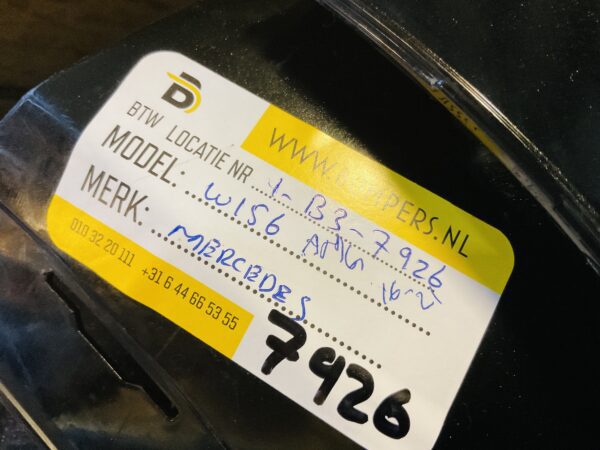 WWW.BUMPERS.NL
BTW LOCATIE NR 1-B3-7926
MODEL: W156 AMG
MERK: MERCEDES
010 32 20 111 +31 6 44 66 53 55
7926